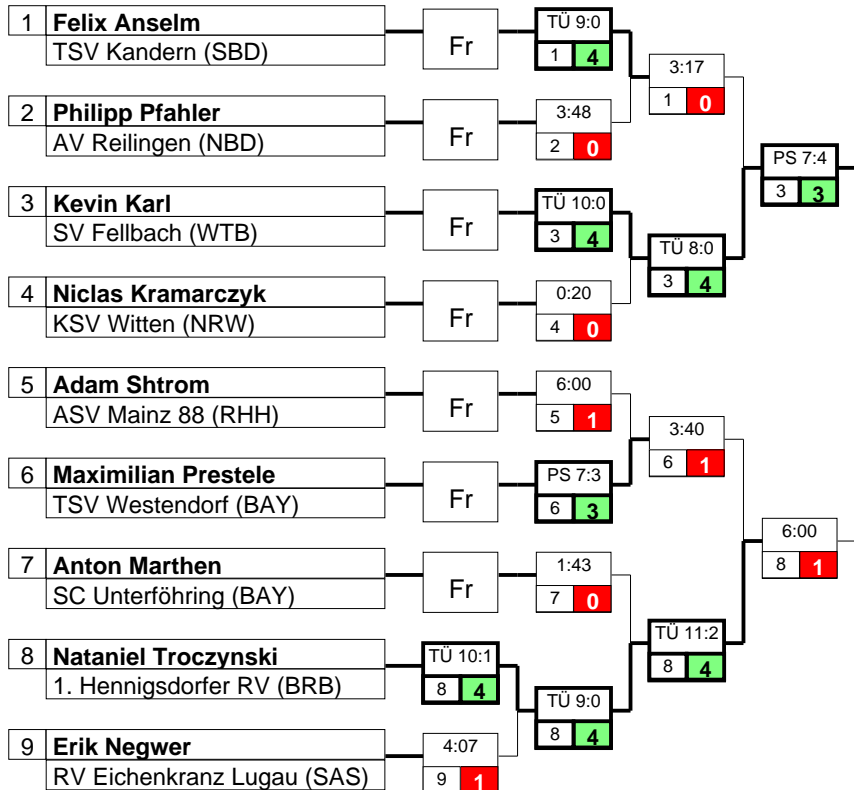 1 Felix Anselm
TSV Kandern (SBD)
Fr
TÜ 9:0
1 4
3:17
1 0
2 Philipp Pfahler
AV Reilingen (NBD)
Fr
3:48
2 0
PS 7:4
3 3
3 Kevin Karl
SV Fellbach (WTB)
Fr
TÜ 10:0
3 4
TÜ 8:0
3 4
4 Niclas Kramarczyk
KSV Witten (NRW)
Fr
0:20
4 0
5 Adam Shtrom
ASV Mainz 88 (RHH)
Fr
6:00
5 1
3:40
6 1
6 Maximilian Prestele
TSV Westendorf (BAY)
Fr
PS 7:3
6 3
6:00
8 1
7 Anton Marthen
SC Unterföhring (BAY)
Fr
1:43
7 0
TÜ 11:2
8 4
8 Nataniel Troczynski
1. Hennigsdorfer RV (BRB)
TÜ 10:1
8 4
TÜ 9:0
8 4
9 Erik Negwer
RV Eichenkranz Lugau (SAS)
4:07
9 1